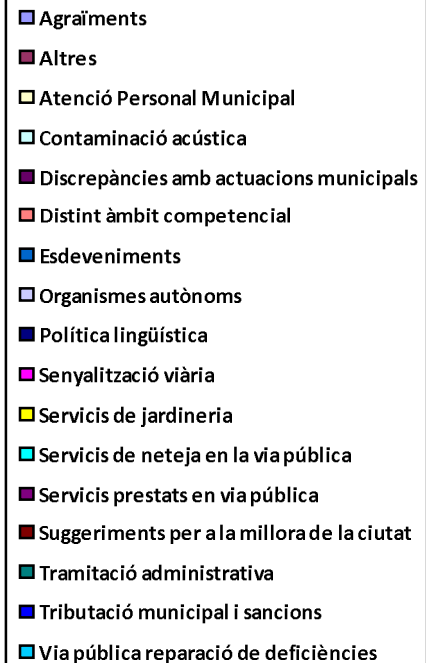 Agraïments
Altres
Atenció Personal Municipal
Contaminació acústica
Discrepàncies amb actuacions municipals
Distint àmbit competencial
Esdeveniments
Organismes autònoms
Política lingüística
Senyalització viària
Servicis de jardineria
Servicis de neteja en la via pública
Servicis prestats en via pública
Suggeriments per a la millora de la ciutat
Tramitació administrativa
Tributació municipal i sancions
Via pública reparació de deficiències